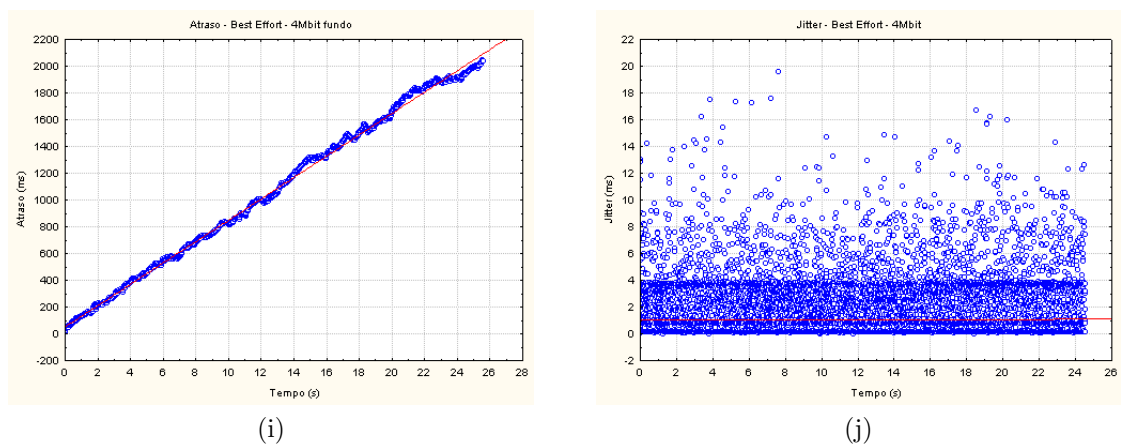 Atraso - Best Effort - 4Mbit fundo
2200
2000
1800
1600
1400
1200
1000
800
600
400
200
0
-200
Atraso (ms)
0 2 4 6 8 10 12 14 16 18 20 22 24 26 28
Tempo (s)
(i)
Jitter - Best Effort - 4Mbit
22
20
18
16
14
12
10
8
6
4
2
0
-2
Jitter (ms)
0 2 4 6 8 10 12 14 16 18 20 22 24 26
Tempo (s)
(j)